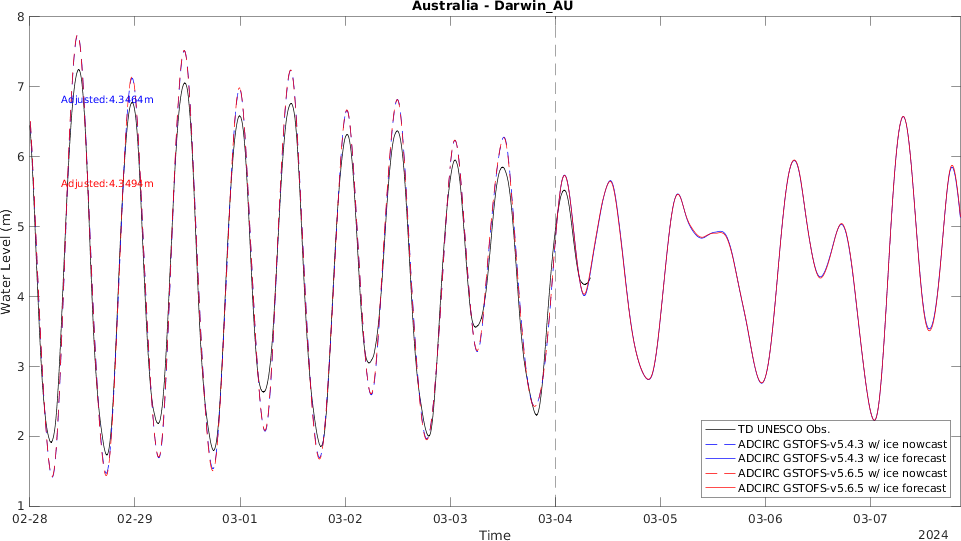 Australia - Darwin_AU
8
7
6
5
4
3
2
1
Water Level (m)
Adjusted:4.3464m
Adjusted:4.3494m
TD UNESCO Obs.
ADCIRC GSTOFS-v5.4.3 w/ ice nowcast
ADCIRC GSTOFS-v5.4.3 w/ ice forecast
ADCIRC GSTOFS-v5.6.5 w/ ice nowcast
ADCIRC GSTOFS-v5.6.5 w/ ice forecast
02-28 02-29 03-01 03-02 03-03 03-04 03-05 03-06 03-07
Time
2024